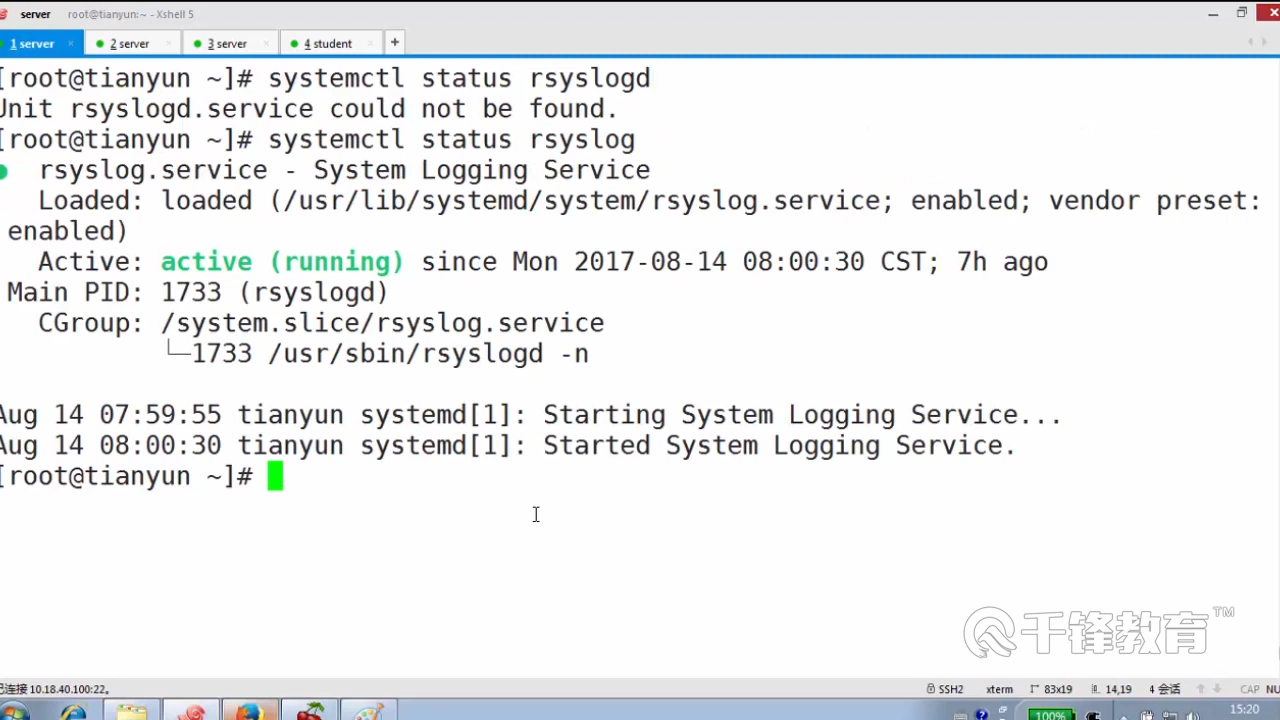 server root@tianyun:~ - Xshell 5
1 server 2 server 3 server 4 student +
[root@tianyun ~]# systemctl status rsyslogd
Unit rsyslogd.service could not be found.
[root@tianyun ~]# systemctl status rsyslog
● rsyslog.service - System Logging Service
Loaded: loaded (/usr/lib/systemd/system/rsyslog.service; enabled; vendor preset:
enabled)
Active: active (running) since Mon 2017-08-14 08:00:30 CST; 7h ago
Main PID: 1733 (rsyslogd)
CGroup: /system.slice/rsyslog.service
└─1733 /usr/sbin/rsyslogd -n
Aug 14 07:59:55 tianyun systemd[1]: Starting System Logging Service...
Aug 14 08:00:30 tianyun systemd[1]: Started System Logging Service.
[root@tianyun ~]#
千锋教育™
已连接 10.18.40.100:22。 SSH2 xterm 83x19 14,19 4 会话 CAP NU
100% 15:20